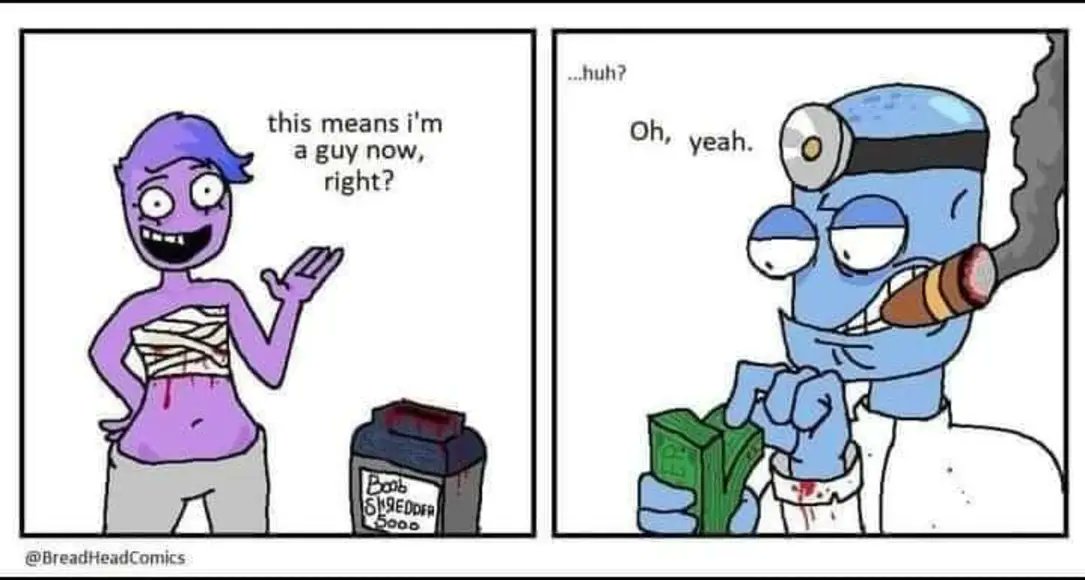 this means i'm
a guy now,
right?
...huh?
Oh, yeah.
Boob
SHREDDER
5000
@BreadHeadComics